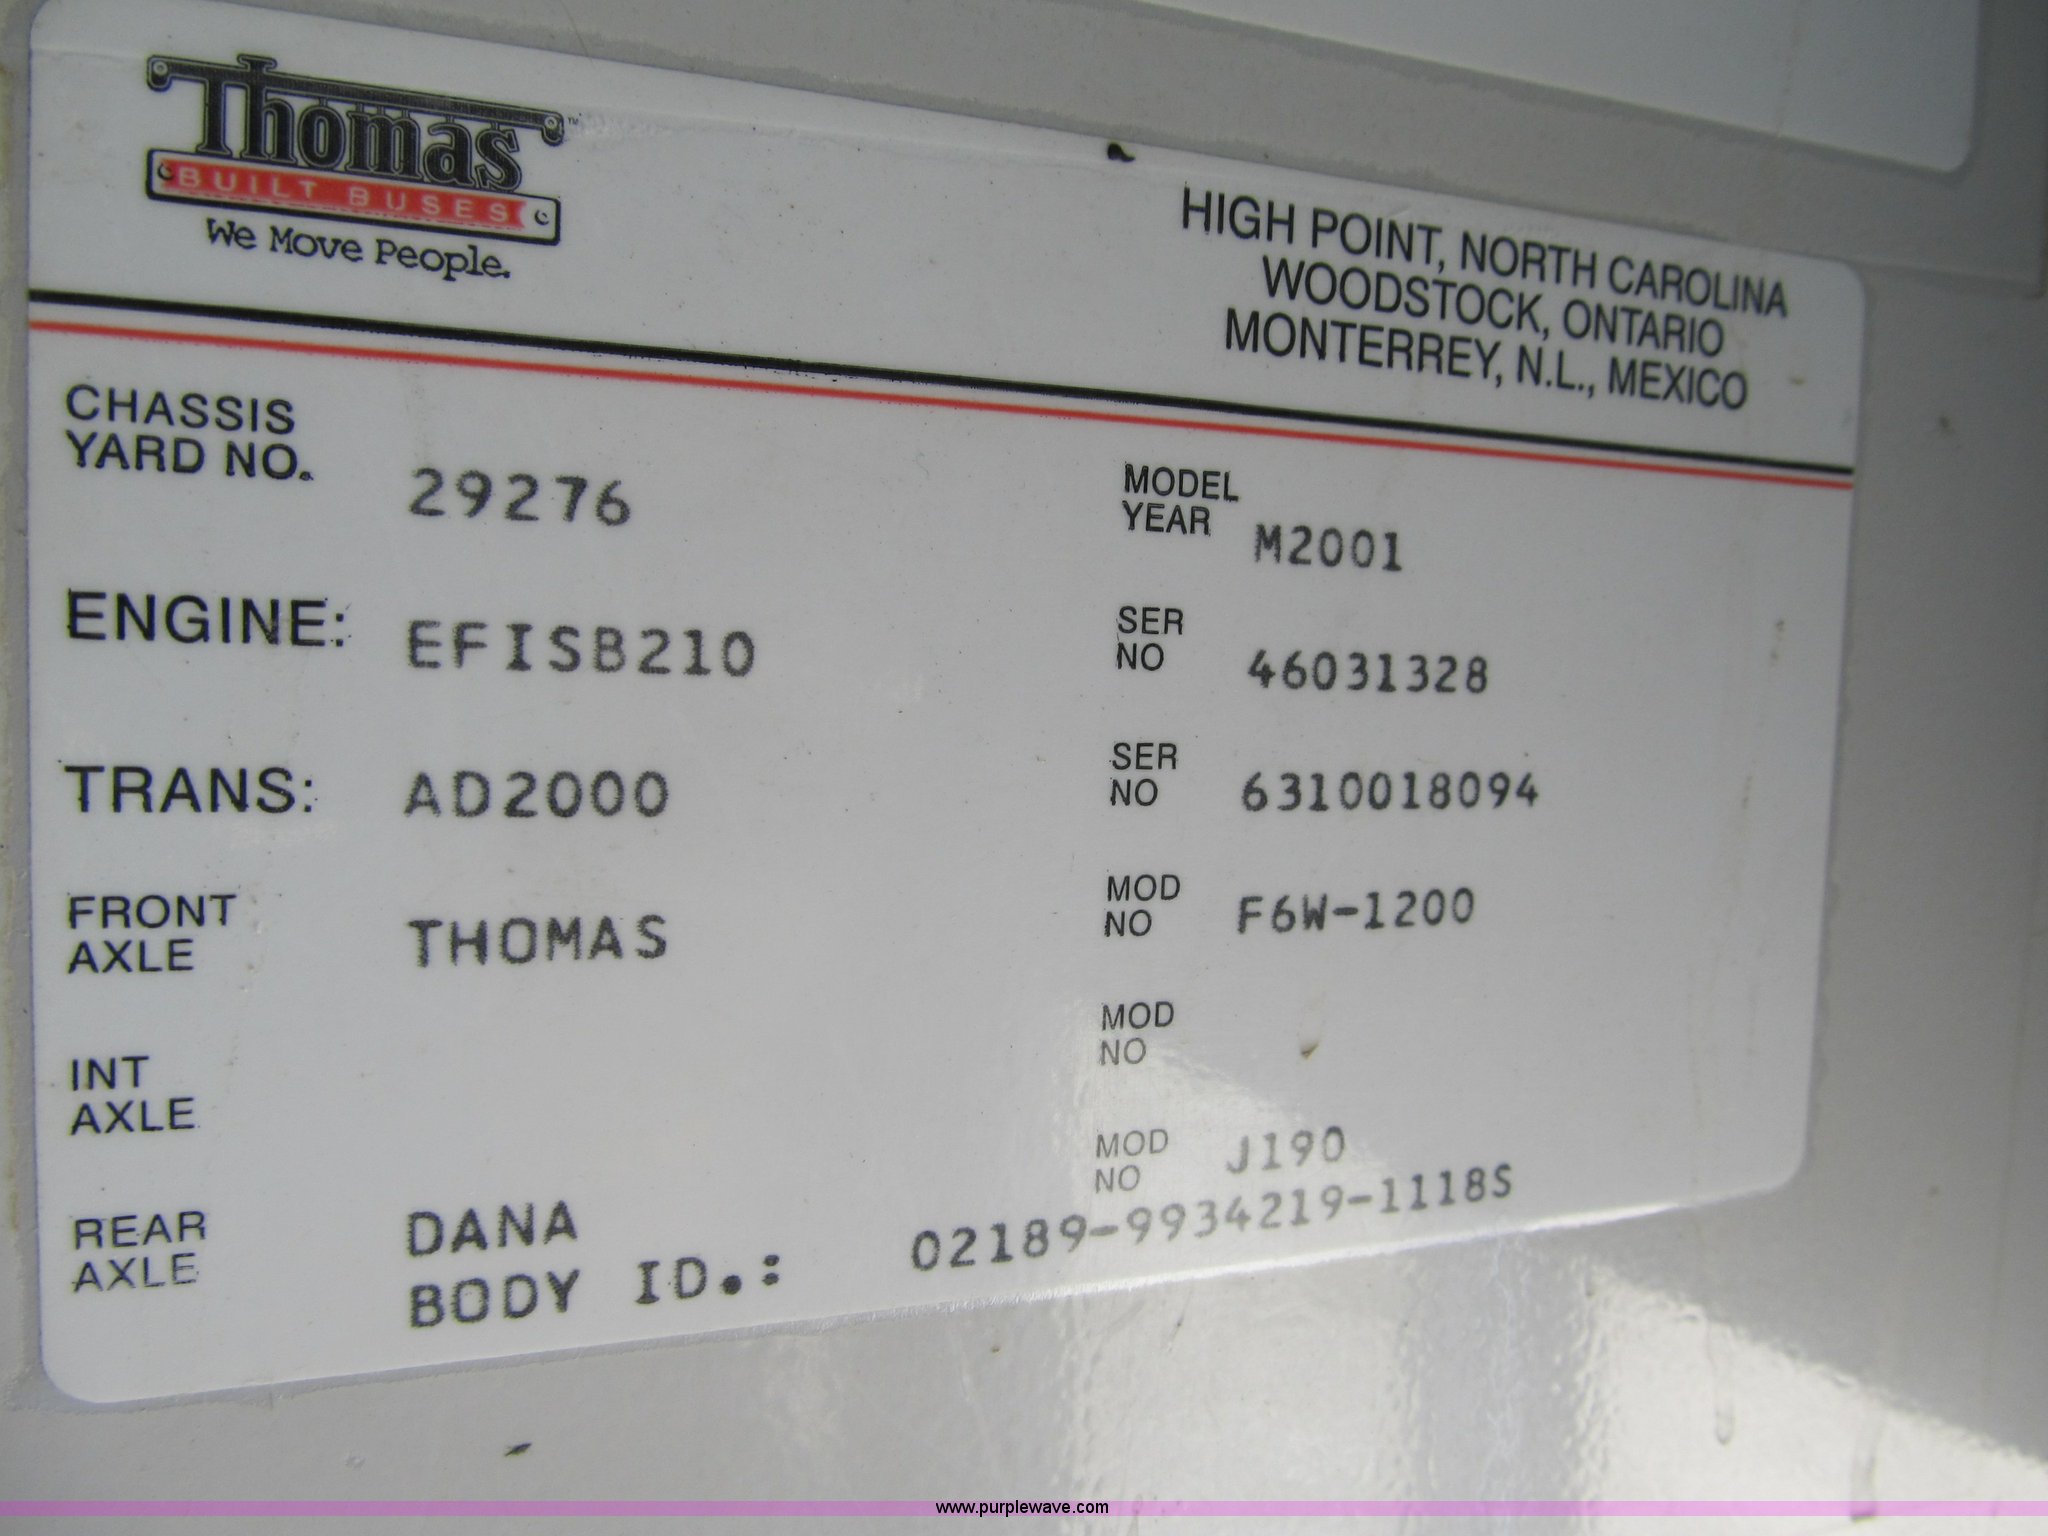 Thomas™
BUILT BUSES
We Move People.
HIGH POINT, NORTH CAROLINA
WOODSTOCK, ONTARIO
MONTERREY, N.L., MEXICO
CHASSIS
YARD NO. 29276
MODEL
YEAR M2001
ENGINE: EFISB210
SER
NO 46031328
TRANS: AD2000
SER
NO 6310018094
FRONT
AXLE THOMAS
MOD
NO F6W-1200
INT
AXLE
MOD
NO
REAR
AXLE DANA
MOD
NO J190
BODY ID.: 02189-9934219-1118S
www.purplewave.com